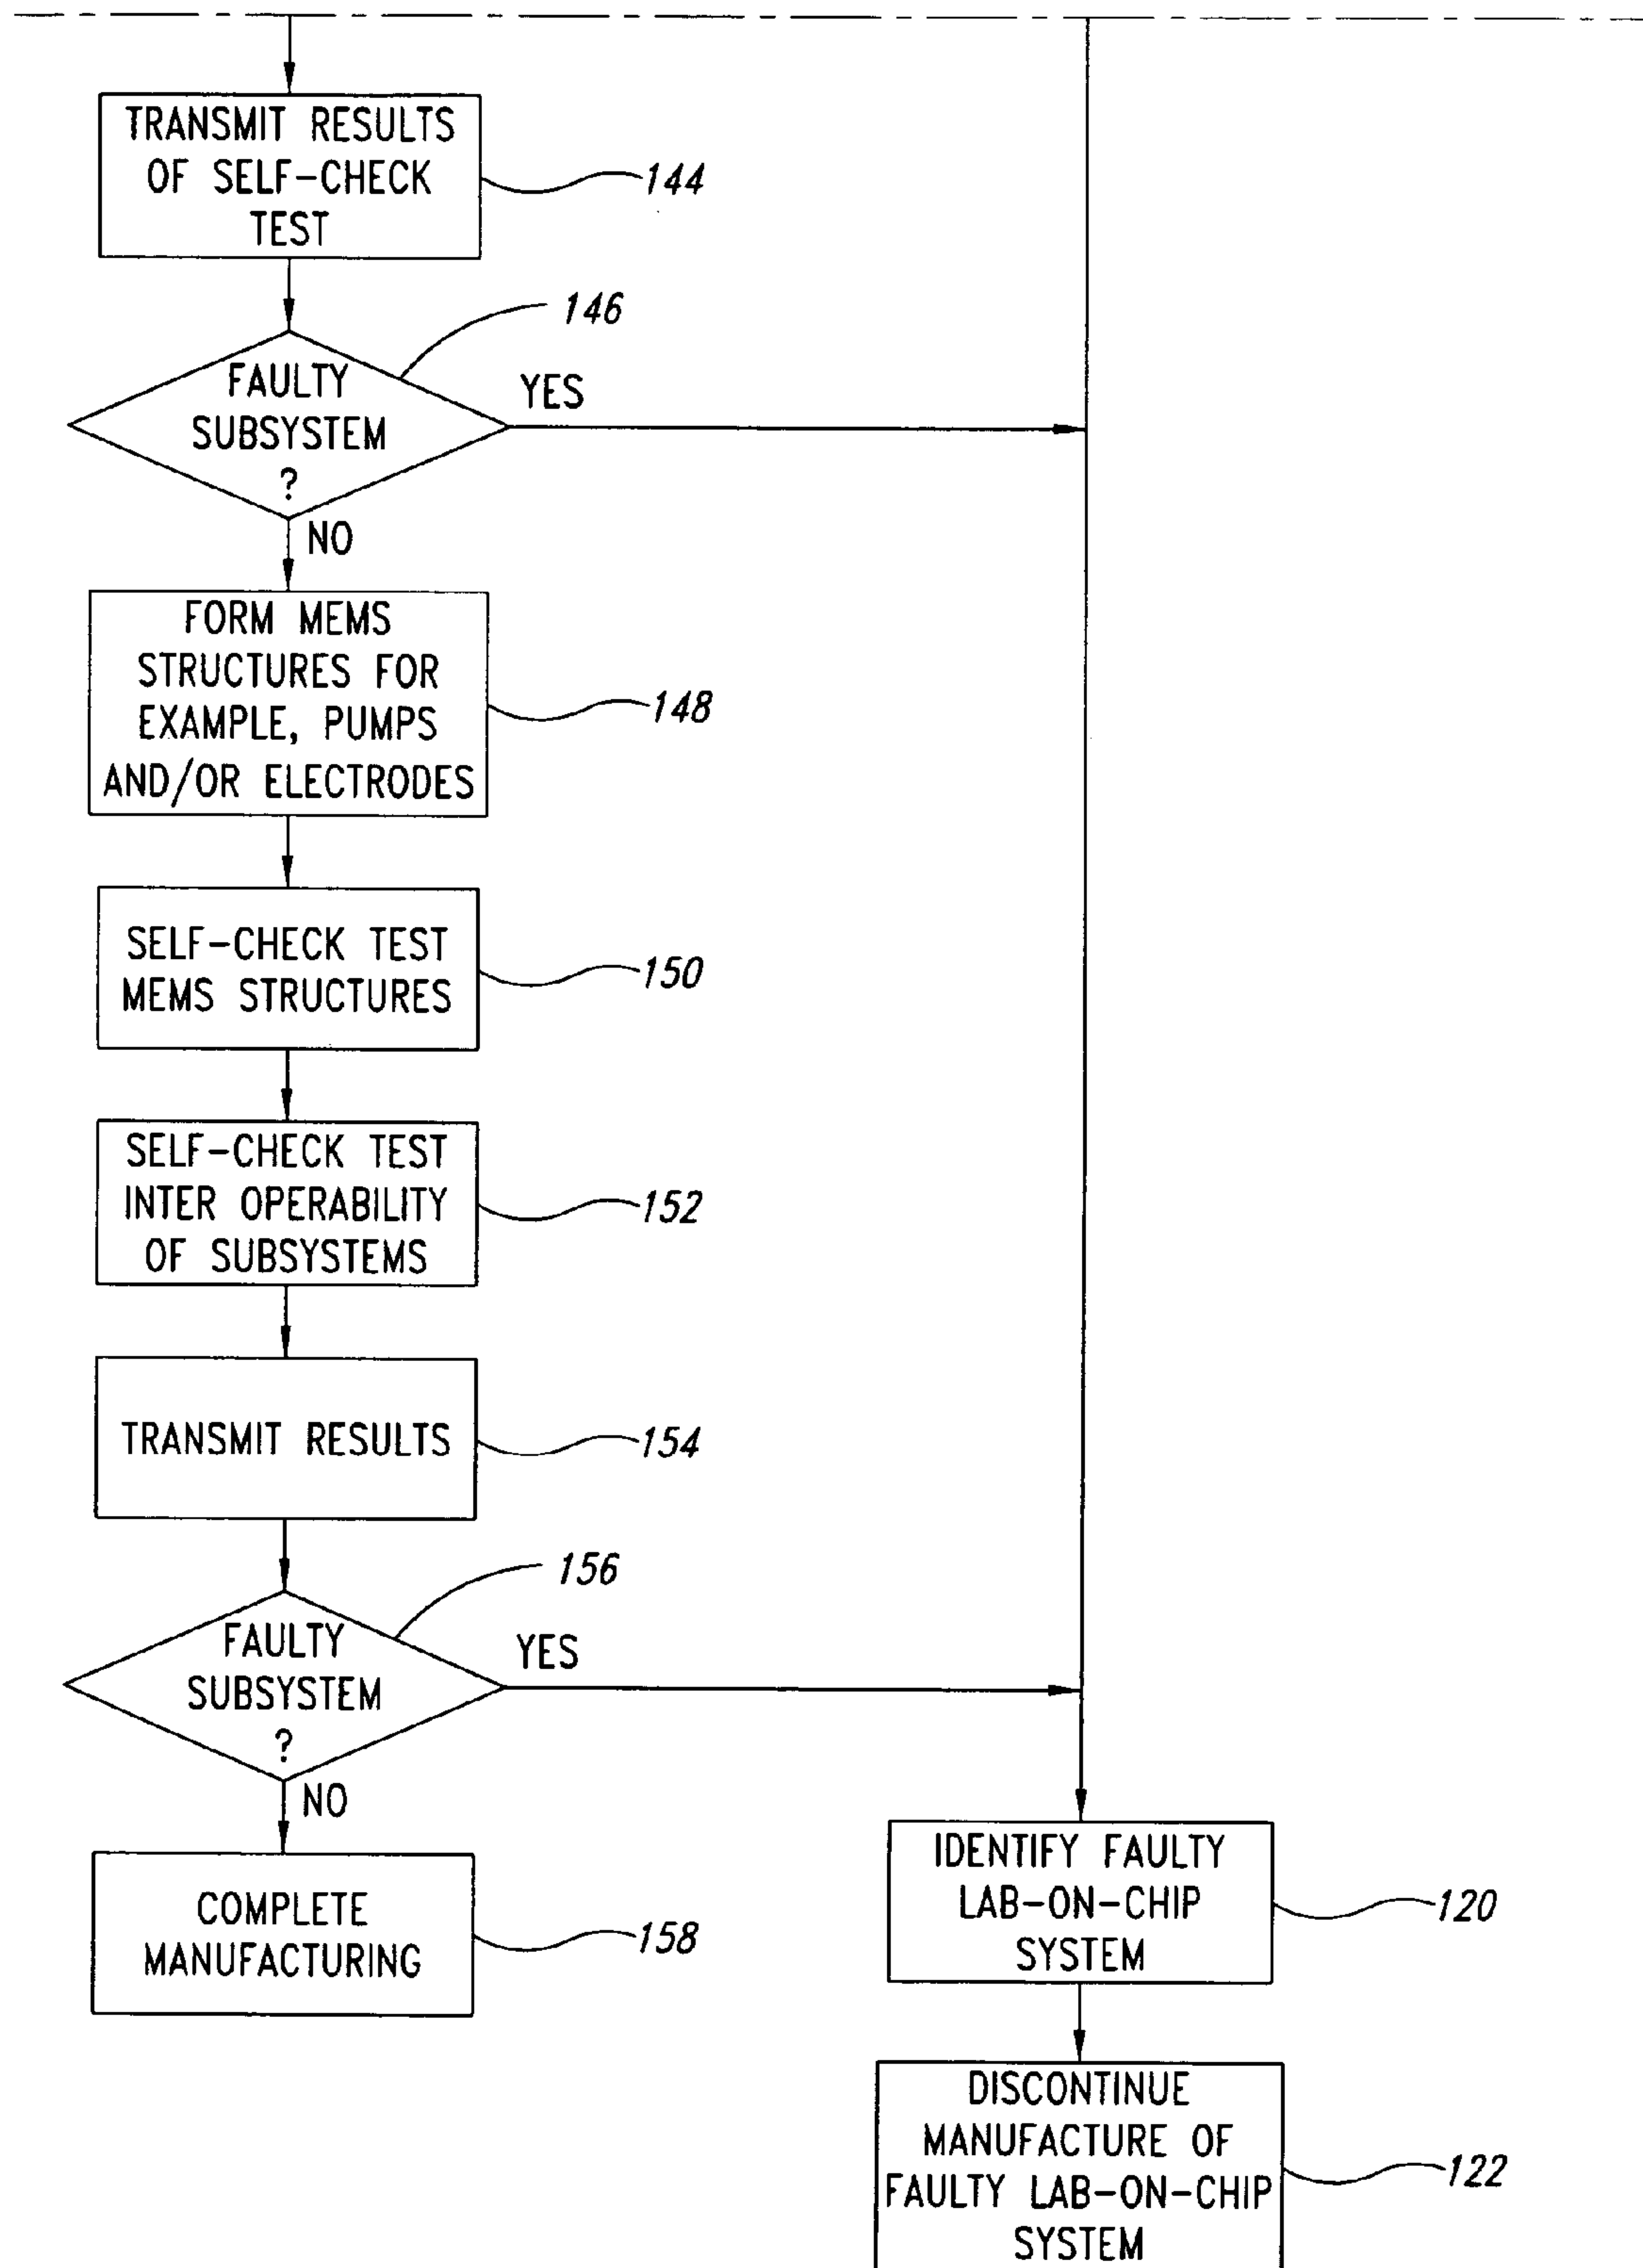 TRANSMIT RESULTS
OF SELF-CHECK
TEST
144
146
FAULTY
SUBSYSTEM
?
YES
NO
FORM MEMS
STRUCTURES FOR
EXAMPLE, PUMPS
AND/OR ELECTRODES
148
SELF-CHECK TEST
MEMS STRUCTURES
150
SELF-CHECK TEST
INTER OPERABILITY
OF SUBSYSTEMS
152
TRANSMIT RESULTS
154
156
FAULTY
SUBSYSTEM
?
YES
NO
COMPLETE
MANUFACTURING
158
IDENTIFY FAULTY
LAB-ON-CHIP
SYSTEM
120
DISCONTINUE
MANUFACTURE OF
FAULTY LAB-ON-CHIP
SYSTEM
122